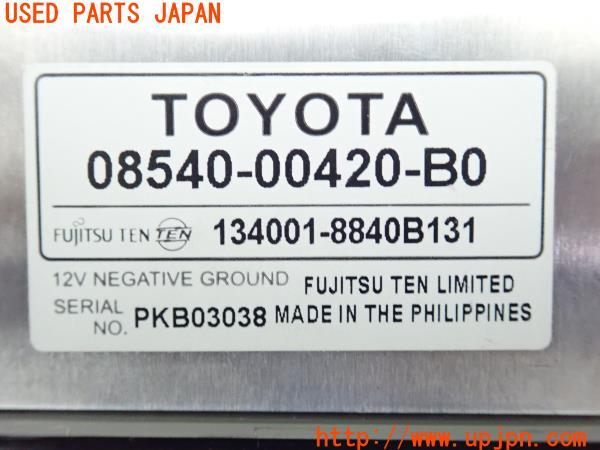 USED PARTS JAPAN
TOYOTA
08540-00420-B0
FUJITSU TEN TEN 134001-8840B131
12V NEGATIVE GROUND FUJITSU TEN LIMITED
SERIAL NO. PKB03038 MADE IN THE PHILIPPINES
UPJ
http://www.upjpn.com